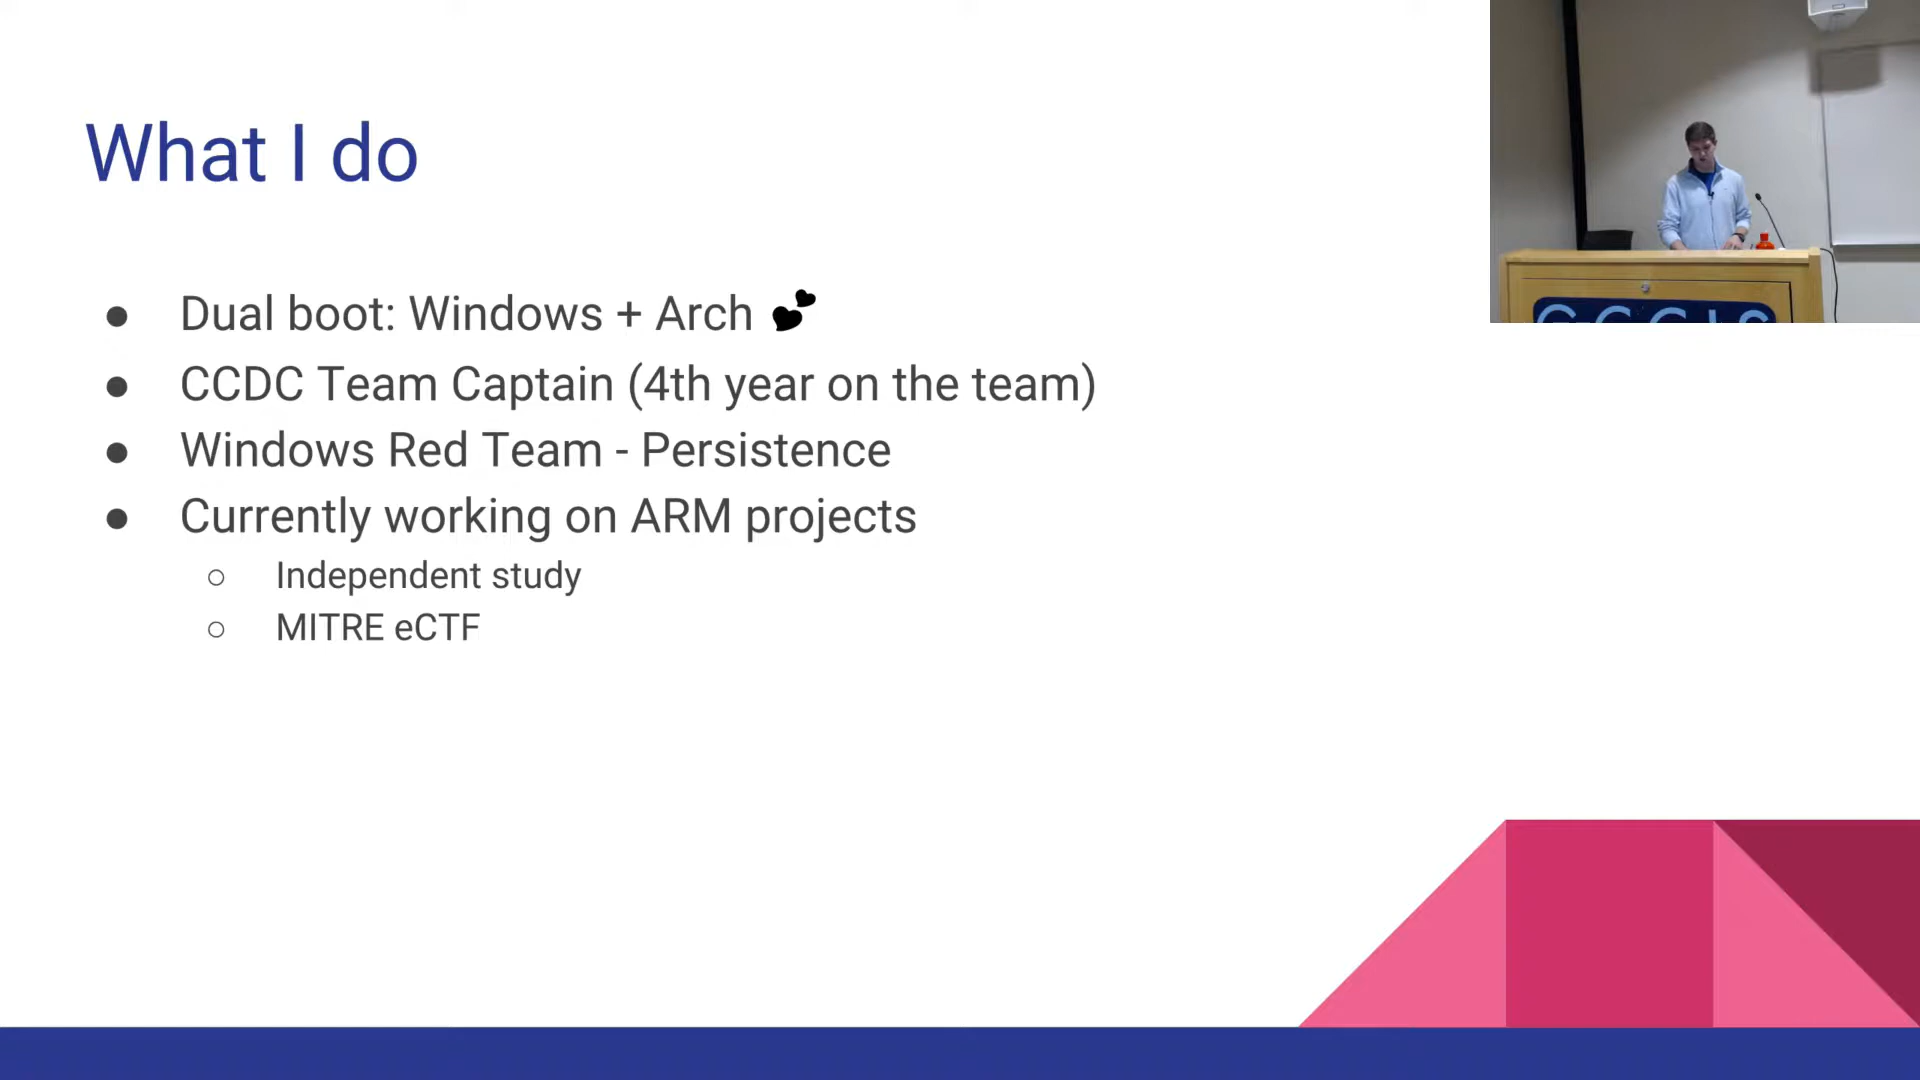 What I do
Dual boot: Windows + Arch 💕
CCDC Team Captain (4th year on the team)
Windows Red Team - Persistence
Currently working on ARM projects
Independent study
MITRE eCTF
GCCIS